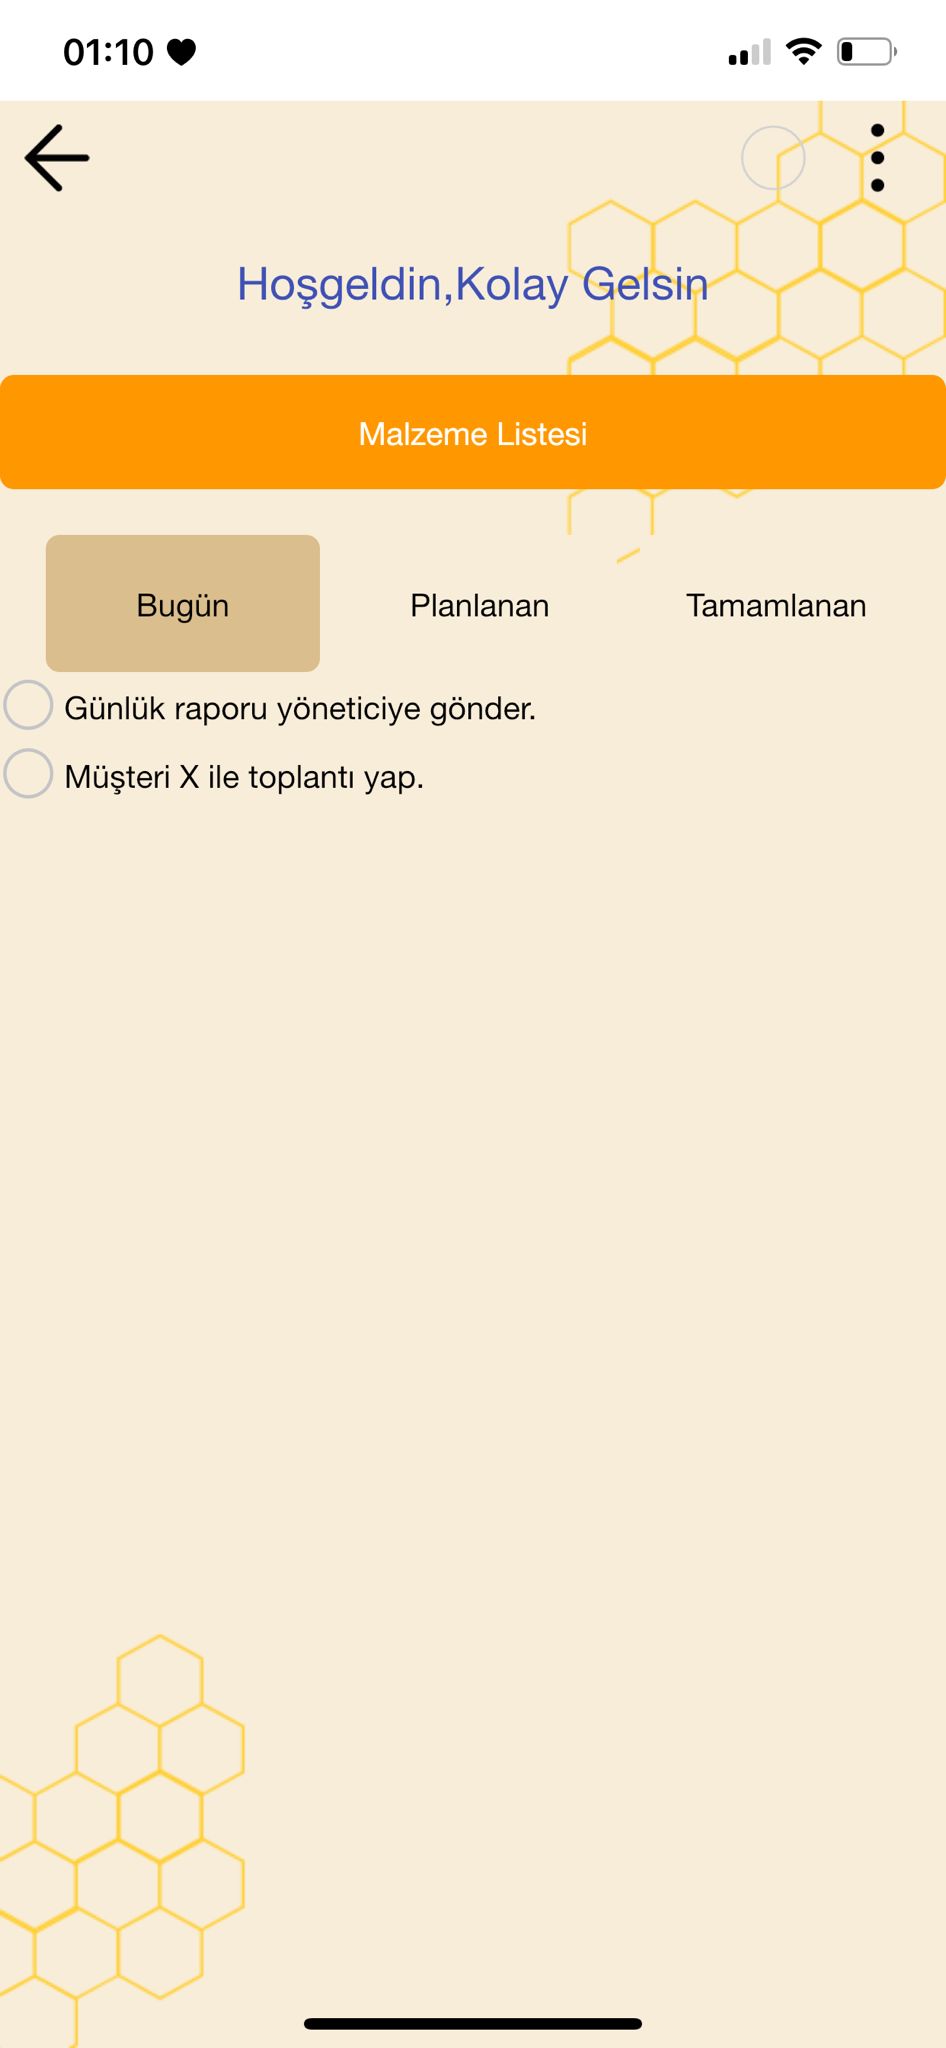 01:10
Hoşgeldin,Kolay Gelsin
Malzeme Listesi
Bugün Planlanan Tamamlanan
Günlük raporu yöneticiye gönder.
Müşteri X ile toplantı yap.